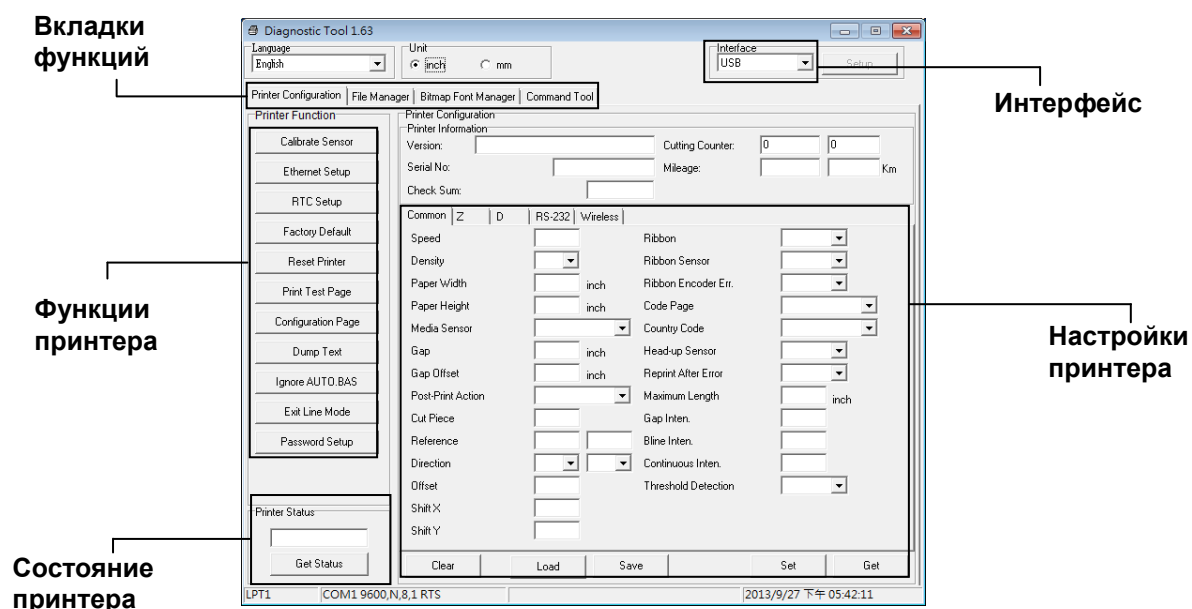 Вкладки
функций
Diagnostic Tool 1.63
Language
English
Unit
inch
mm
Interface
USB
Setup
Интерфейс
Printer Configuration
File Manager
Bitmap Font Manager
Command Tool
Printer Function
Calibrate Sensor
Ethernet Setup
RTC Setup
Factory Default
Reset Printer
Print Test Page
Configuration Page
Dump Text
Ignore AUTO.BAS
Exit Line Mode
Password Setup
Функции
принтера
Printer Configuration
Printer Information
Version:
Cutting Counter:
0
0
Serial No:
Mileage:
Km
Check Sum:
Common
Z
D
RS-232
Wireless
Speed
Ribbon
Density
Ribbon Sensor
Paper Width
inch
Ribbon Encoder Err.
Paper Height
inch
Code Page
Media Sensor
Country Code
Gap
inch
Head-up Sensor
Gap Offset
inch
Reprint After Error
Post-Print Action
Maximum Length
inch
Cut Piece
Gap Inten.
Reference
Bline Inten.
Direction
Continuous Inten.
Offset
Threshold Detection
Shift X
Shift Y
Настройки
принтера
Clear
Load
Save
Set
Get
Printer Status
Get Status
Состояние
принтера
LPT1
COM1 9600,N,8,1 RTS
2013/9/27 下午 05:42:11